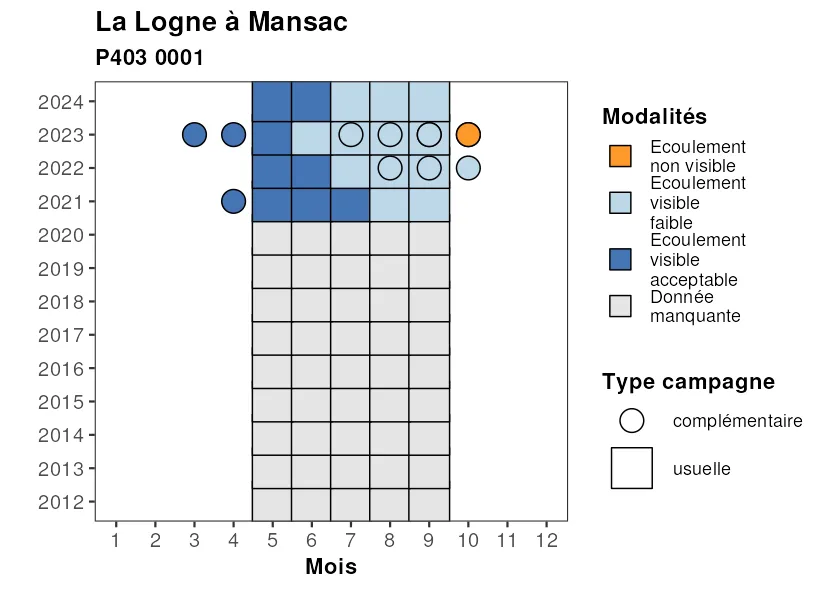 La Logne à Mansac
P403 0001
2024
2023
2022
2021
2020
2019
2018
2017
2016
2015
2014
2013
2012
1 2 3 4 5 6 7 8 9 10 11 12
Mois
Modalités
Ecoulement
non visible
Ecoulement
visible
faible
Ecoulement
visible
acceptable
Donnée
manquante
Type campagne
complémentaire
usuelle